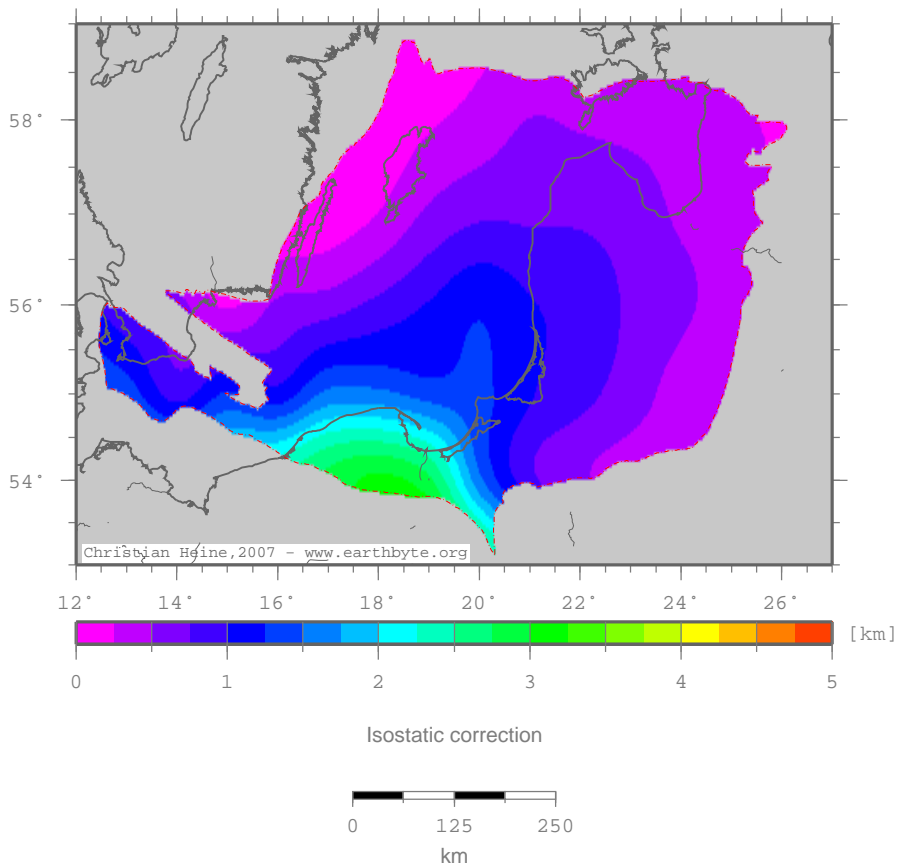 58°
56°
54°
Christian Heine,2007 - www.earthbyte.org
12° 14° 16° 18° 20° 22° 24° 26°
[km]
0 1 2 3 4 5
Isostatic correction
0 125 250
km